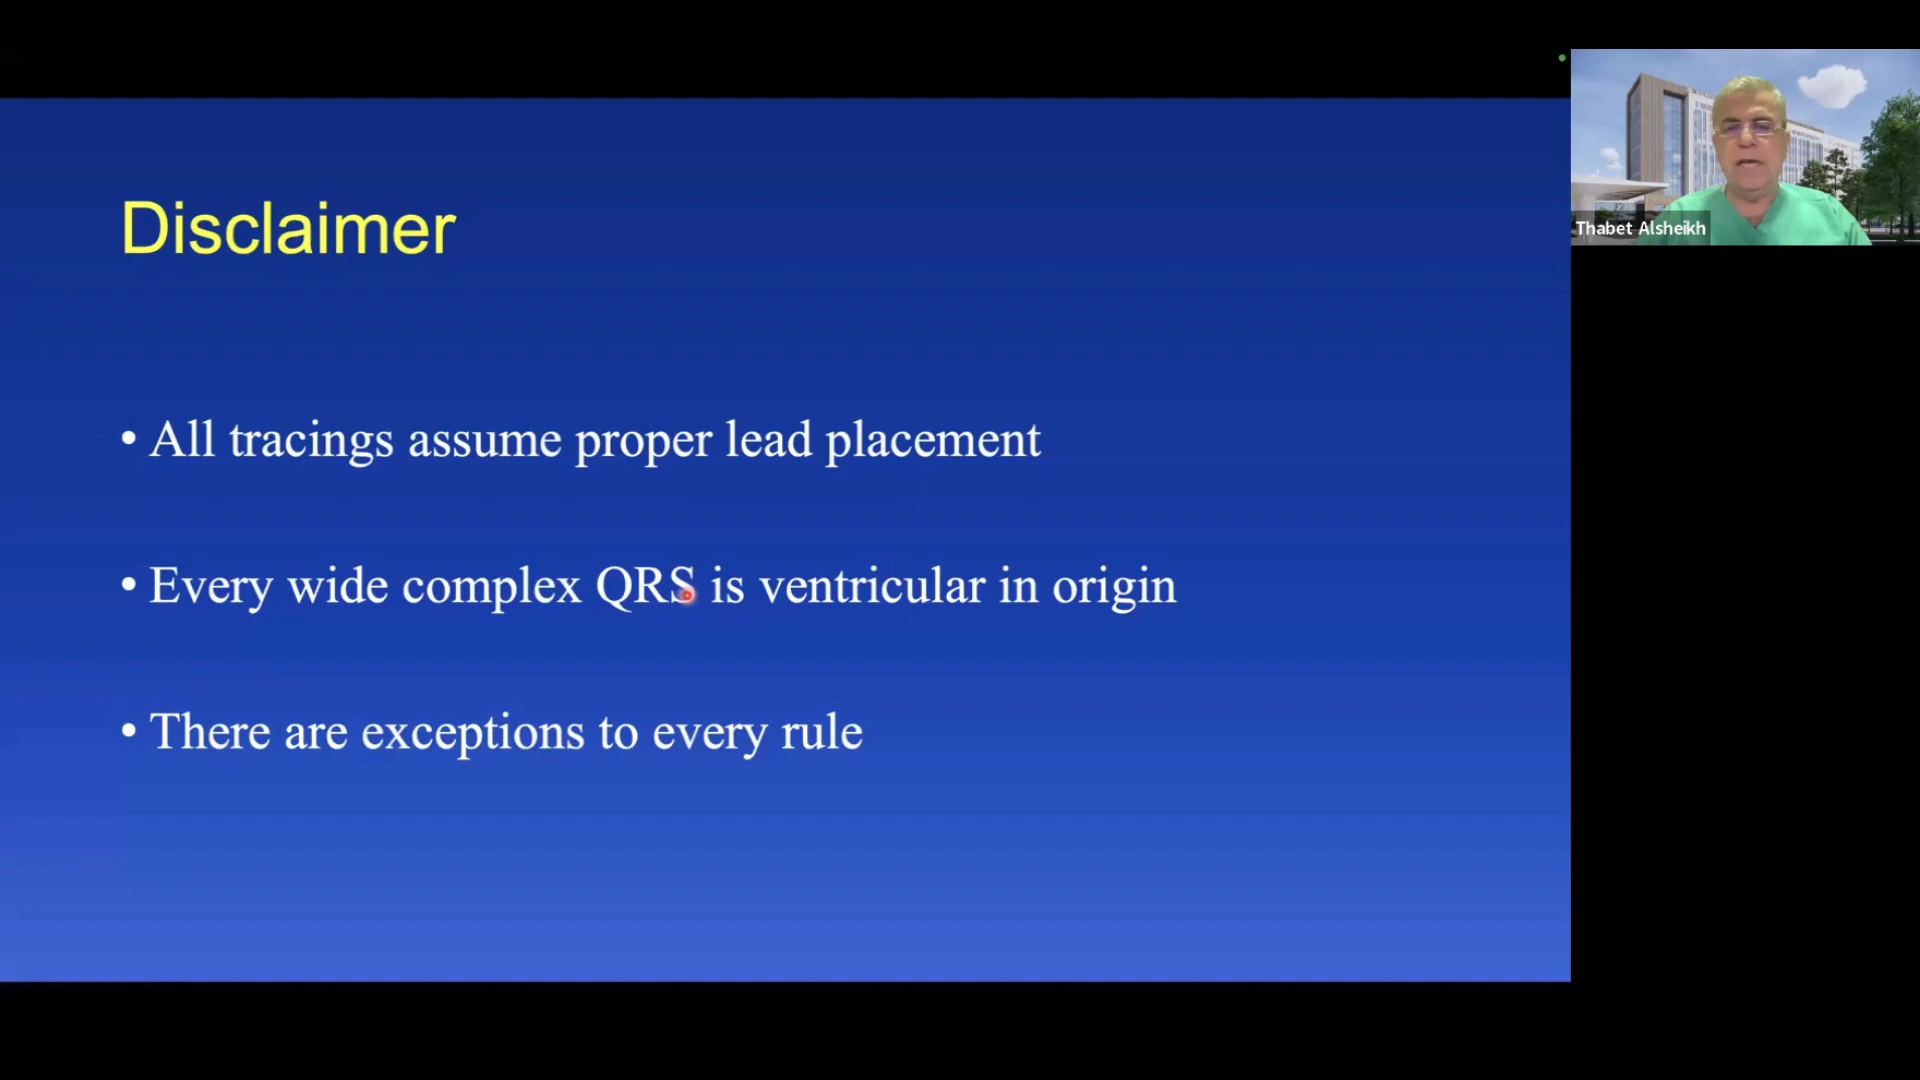 Disclaimer
• All tracings assume proper lead placement
• Every wide complex QRS is ventricular in origin
• There are exceptions to every rule
Thabet Alsheikh